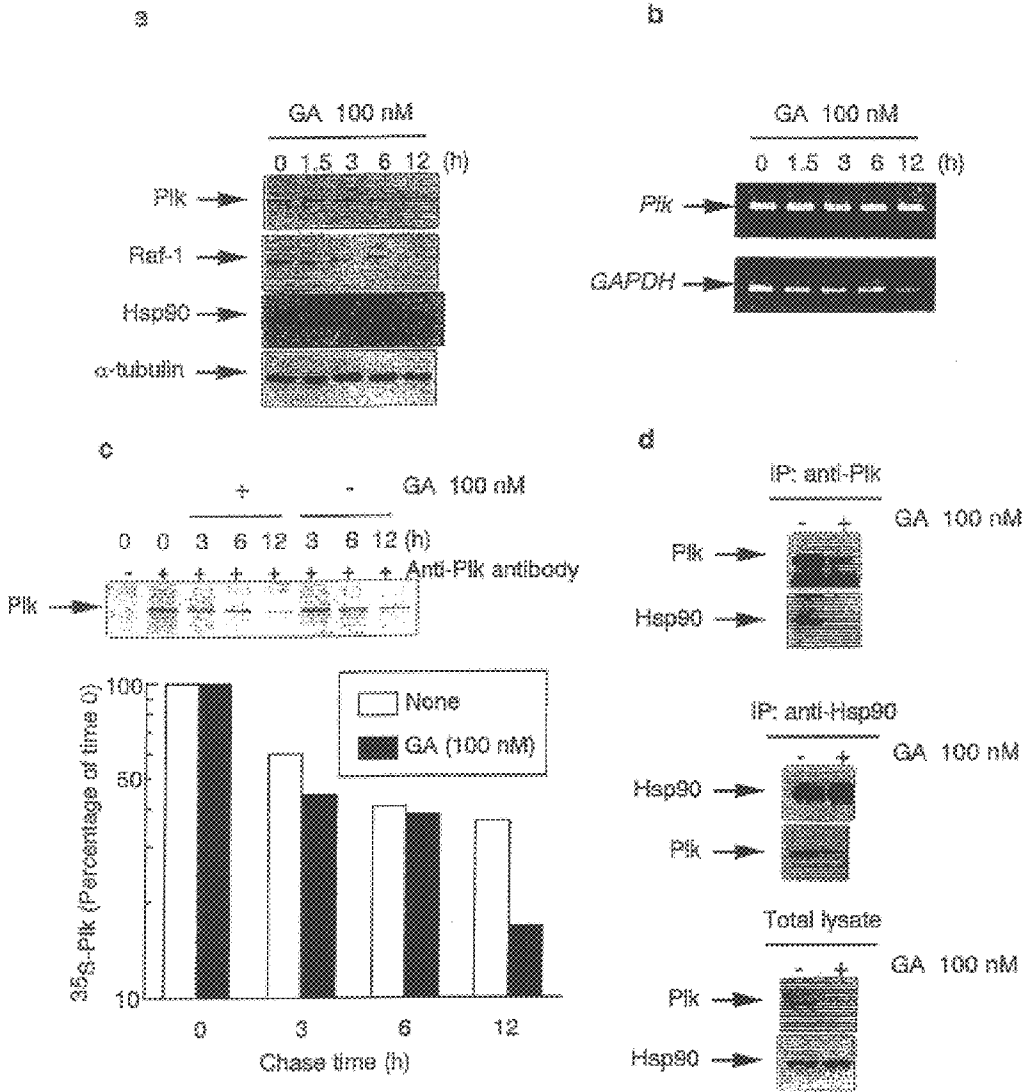 a
GA 100 nM
0 1.5 3 6 12 (h)
Plk
Raf-1
Hsp90
α-tubulin
b
GA 100 nM
0 1.5 3 6 12 (h)
Plk
GAPDH
c
+ - GA 100 nM
0 0 3 6 12 3 6 12 (h)
- + + + + + + + Anti-Plk antibody
Plk
35S-Plk (Percentage of time 0)
100
50
10
None
GA (100 nM)
0 3 6 12
Chase time (h)
d
IP: anti-Plk
- + GA 100 nM
Plk
Hsp90
IP: anti-Hsp90
- + GA 100 nM
Hsp90
Plk
Total lysate
- + GA 100 nM
Plk
Hsp90